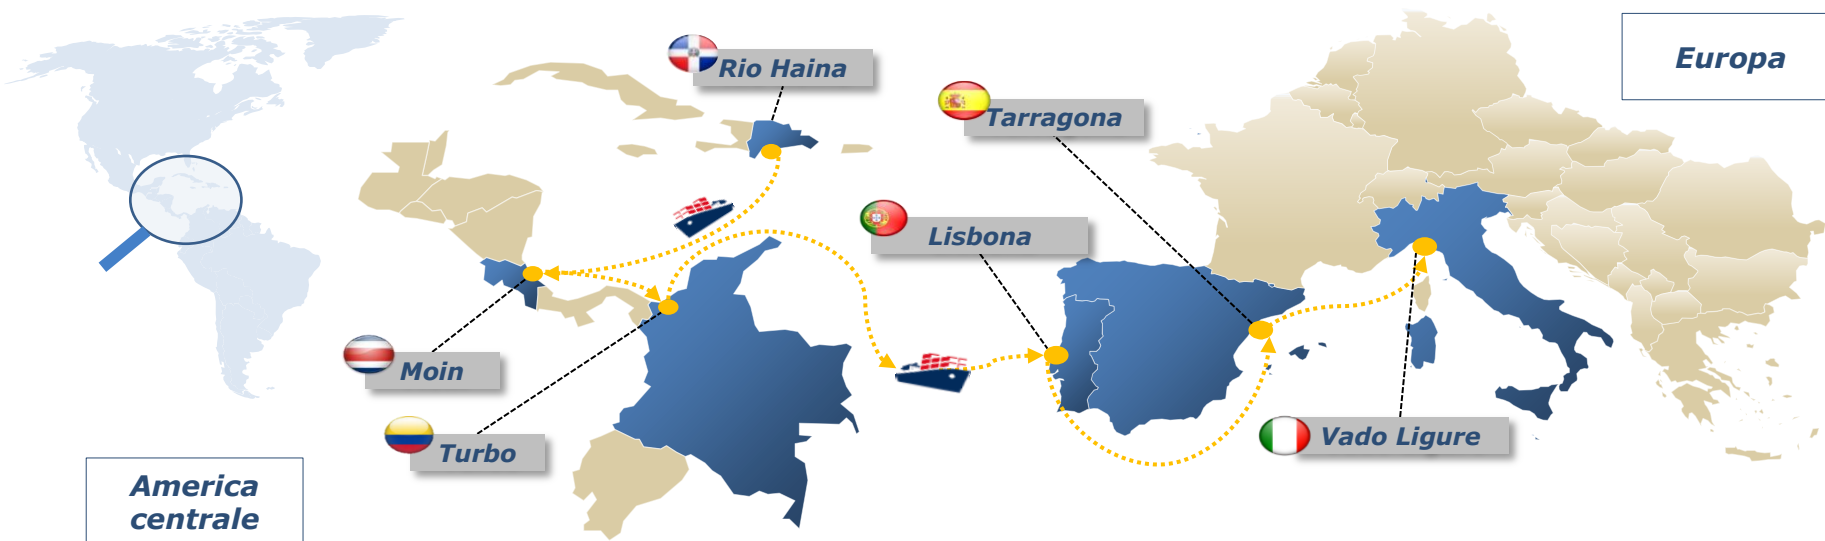 Rio Haina
Europa
Tarragona
Lisbona
Moin
Turbo
Vado Ligure
America
centrale